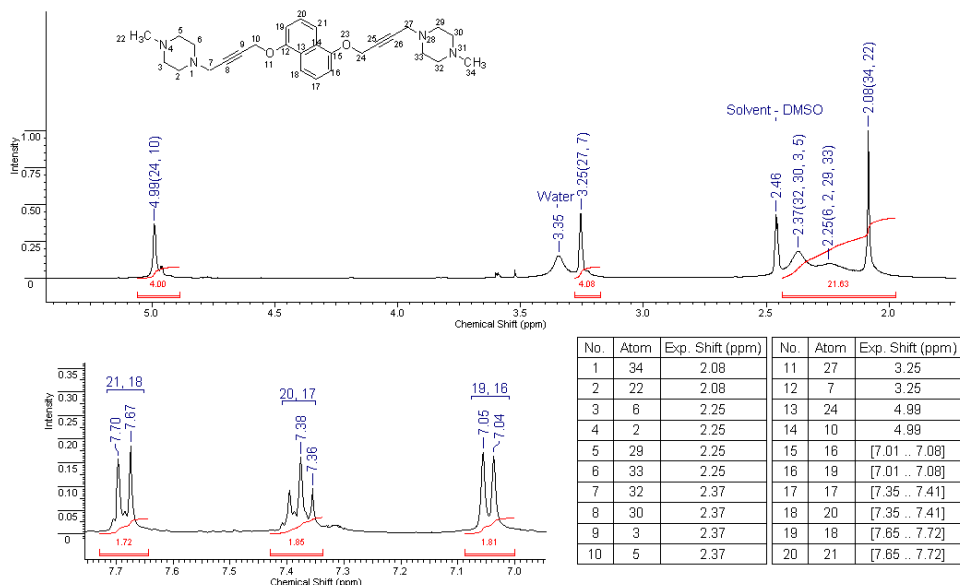 20
5 19 21 23 27 29
CH3 6 9 10 O 14 O 25 N 30
22 N 12 13 15 26 28 N
4 N 8 11 24 33 31
3 1 7 18 16 32 CH3
2 17 34
Solvent - DMSO
Water
4.99(24, 10)
3.35
3.25(27, 7)
2.46
2.37(32, 30, 3, 5)
2.25(6, 2, 29, 33)
2.08(34, 22)
Intensity
1.00
0.75
0.50
0.25
0
4.00
4.08
21.63
5.0 4.5 4.0 3.5 3.0 2.5 2.0
Chemical Shift (ppm)
21, 18
20, 17
19, 16
7.70
7.67
7.38
7.36
7.05
7.04
Intensity
0.35
0.30
0.25
0.20
0.15
0.10
0.05
0
1.72
1.85
1.81
7.7 7.6 7.5 7.4 7.3 7.2 7.1 7.0
Chemical Shift (ppm)
No. Atom Exp. Shift (ppm) No. Atom Exp. Shift (ppm)
1 34 2.08 11 27 3.25
2 22 2.08 12 7 3.25
3 6 2.25 13 24 4.99
4 2 2.25 14 10 4.99
5 29 2.25 15 16 [7.01 .. 7.08]
6 33 2.25 16 19 [7.01 .. 7.08]
7 32 2.37 17 17 [7.35 .. 7.41]
8 30 2.37 18 20 [7.35 .. 7.41]
9 3 2.37 19 18 [7.65 .. 7.72]
10 5 2.37 20 21 [7.65 .. 7.72]